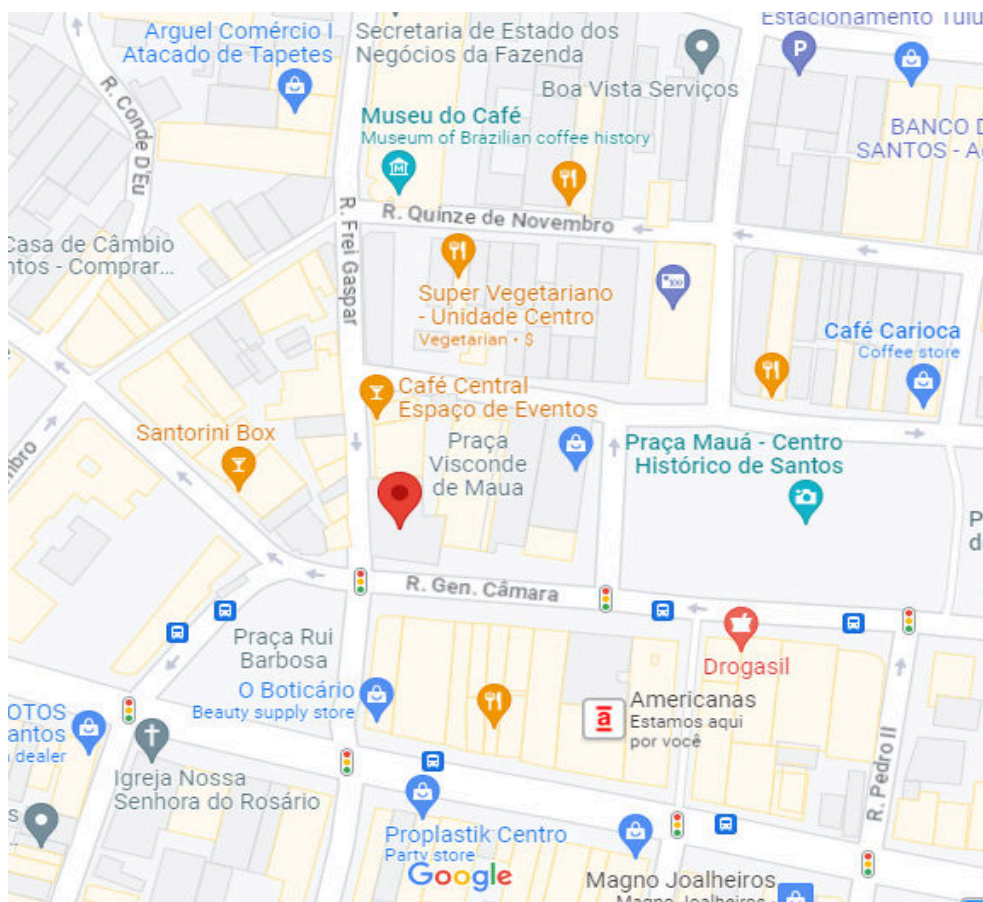 Estacionamento Tulu
Arguel Comércio I
Atacado de Tapetes
Secretaria de Estado dos
Negócios da Fazenda
P
Boa Vista Serviços
R. Conde D'Eu
Museu do Café
Museum of Brazilian coffee history
M
BANCO D
SANTOS - A
R. Frei Gaspar
R. Quinze de Novembro
Casa de Câmbio
ntos - Comprar...
Super Vegetariano
- Unidade Centro
Vegetarian · $
Café Carioca
Coffee store
Café Central
Espaço de Eventos
Santorini Box
Praça
Visconde
de Maua
Praça Mauá - Centro
Histórico de Santos
mbro
P
d
R. Gen. Câmara
Praça Rui
Barbosa
Drogasil
O Boticário
Beauty supply store
a
Americanas
Estamos aqui
por você
OTOS
antos
dealer
Igreja Nossa
Senhora do Rosário
R. Pedro II
s
Proplastik Centro
Party store
Google
Magno Joalheiros
Magno Joalheiros